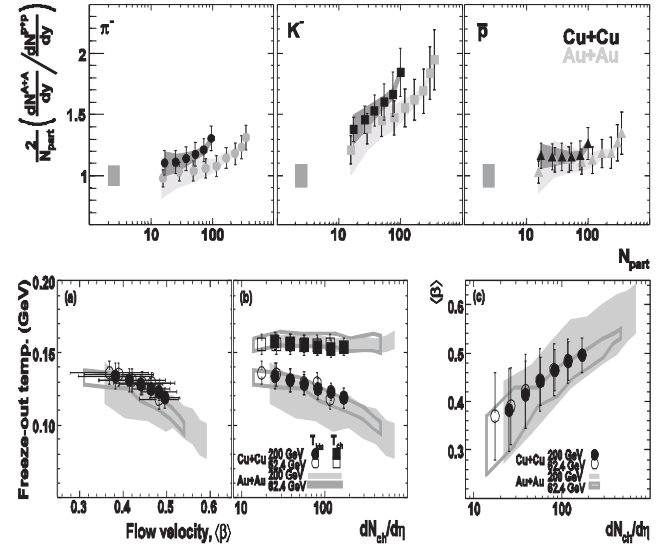 2/N_part (dN^A+A/dy / dN^p+p/dy)
2
1.5
1
π⁻
K⁻
p̄
Cu+Cu
Au+Au
10 100
10 100
10 100
N_part
Freeze-out temp. (GeV)
0.20
0.15
0.10
(a)
(b)
(c)
⟨β⟩
0.6
0.5
0.4
0.3
T_kin T_ch
Cu+Cu 200 GeV
62.4 GeV
Au+Au 200 GeV
62.4 GeV
Cu+Cu 200 GeV
62.4 GeV
Au+Au 200 GeV
62.4 GeV
0.3 0.4 0.5 0.6
10 100
10 100
Flow velocity, ⟨β⟩
dN_ch/dη
dN_ch/dη